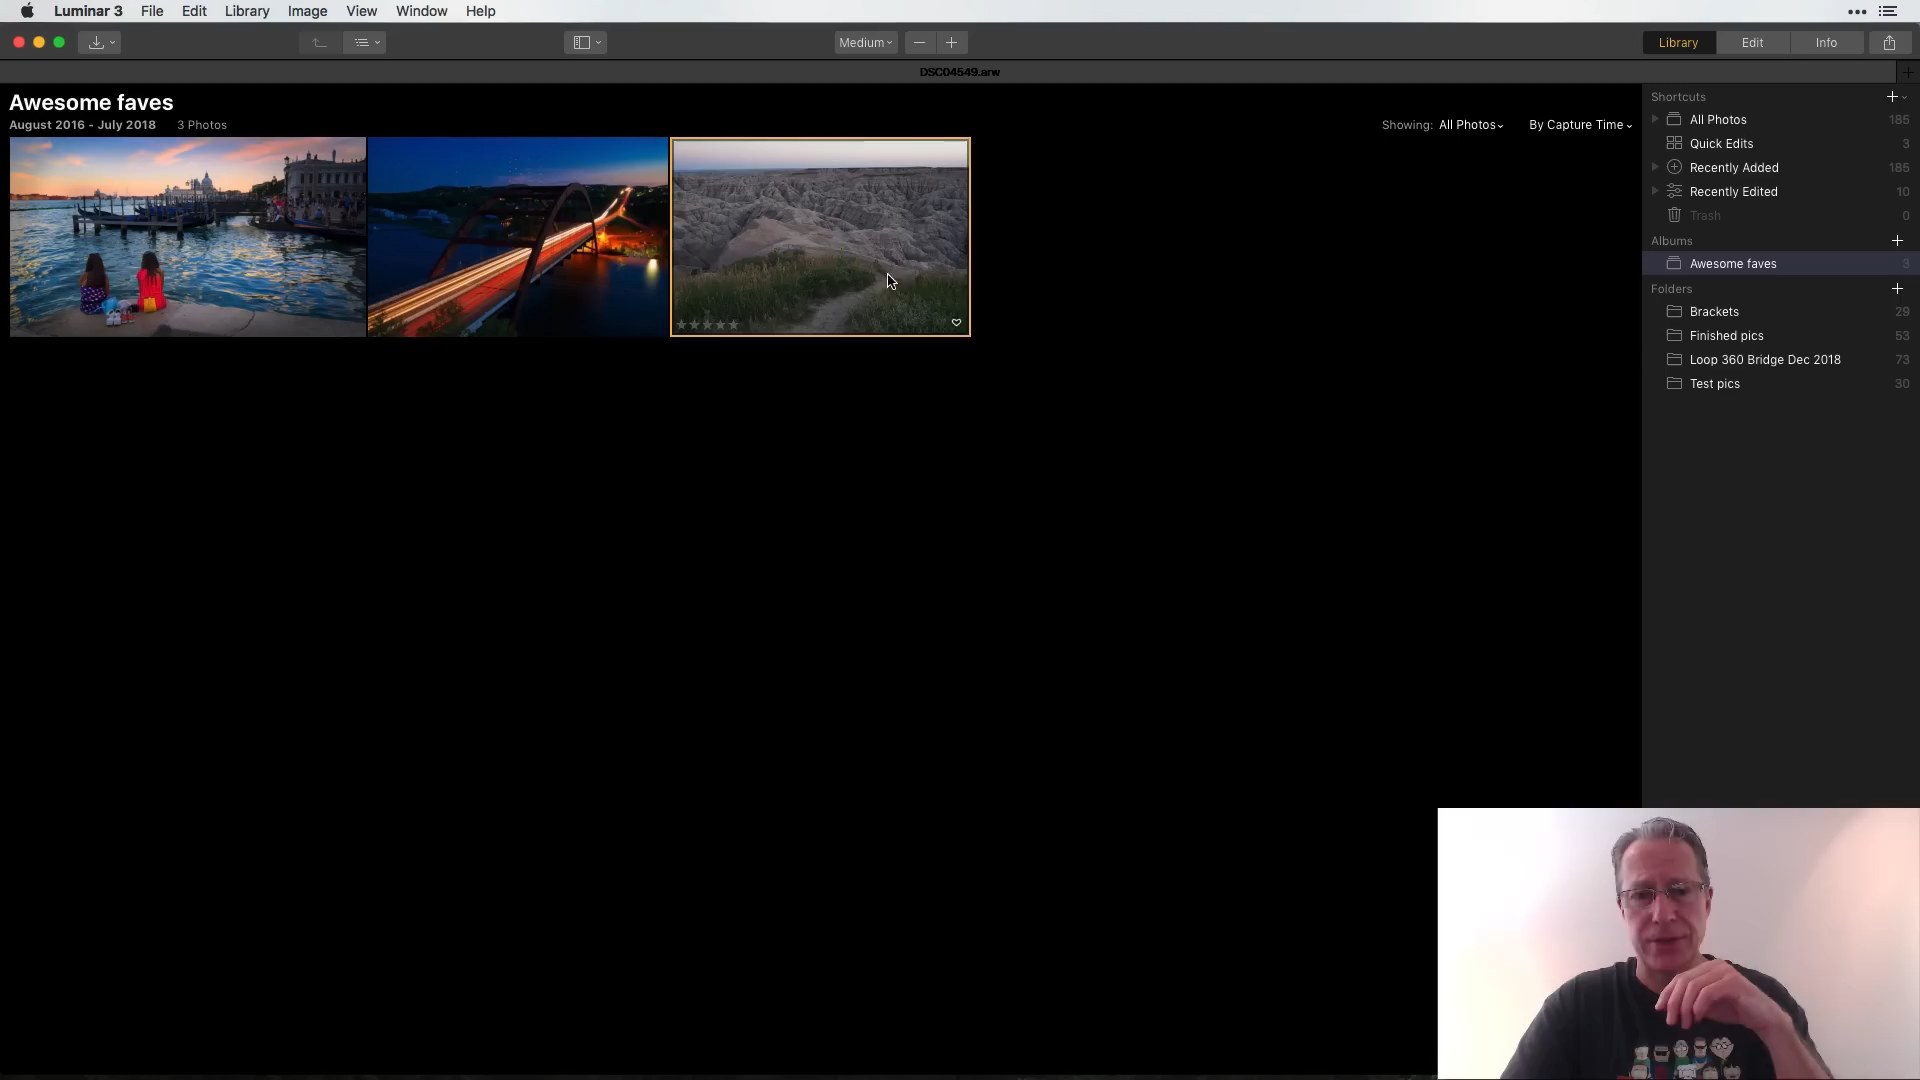 Luminar 3 File Edit Library Image View Window Help
Medium
Library Edit Info
DSC04549.arw
Awesome faves
August 2016 - July 2018 3 Photos
Showing: All Photos By Capture Time
Shortcuts
All Photos 185
Quick Edits 3
Recently Added 185
Recently Edited 10
Trash 0
Albums
Awesome faves 3
Folders
Brackets 29
Finished pics 53
Loop 360 Bridge Dec 2018 73
Test pics 30